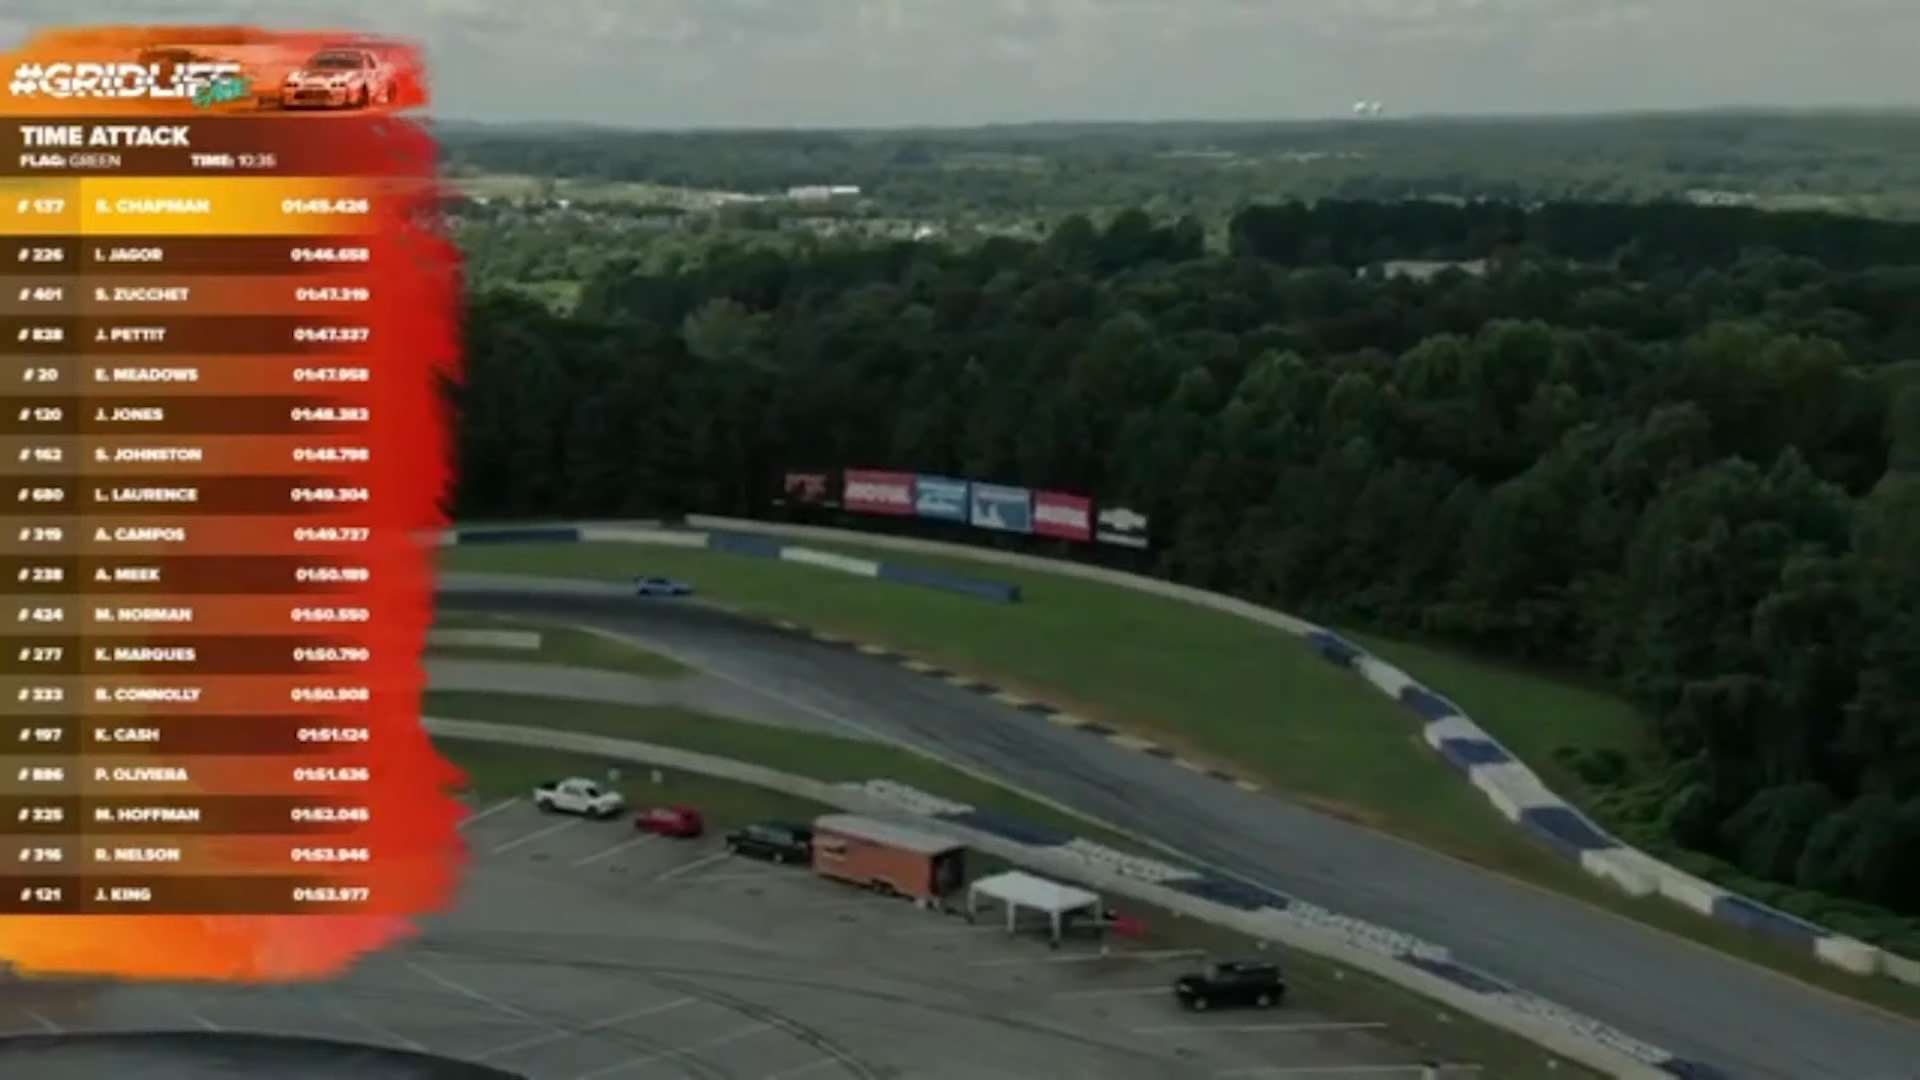 #GRIDLIFE
TIME ATTACK
FLAG: GREEN TIME: 10:35
# 137 S. CHAPMAN 01:45.426
# 226 I. JAGOR 01:46.658
# 401 S. ZUCCHET 01:47.319
# 828 J. PETTIT 01:47.337
# 20 E. MEADOWS 01:47.958
# 120 J. JONES 01:48.383
# 162 S. JOHNSTON 01:48.798
# 680 L. LAURENCE 01:49.304
# 319 A. CAMPOS 01:49.737
# 238 A. MEEK 01:50.189
# 424 M. NORMAN 01:50.550
# 277 K. MARQUES 01:50.790
# 333 B. CONNOLLY 01:50.908
# 197 K. CASH 01:51.124
# 886 P. OLIVIERA 01:51.636
# 325 M. HOFFMAN 01:52.045
# 316 R. NELSON 01:53.946
# 121 J. KING 01:53.977
MOTUL